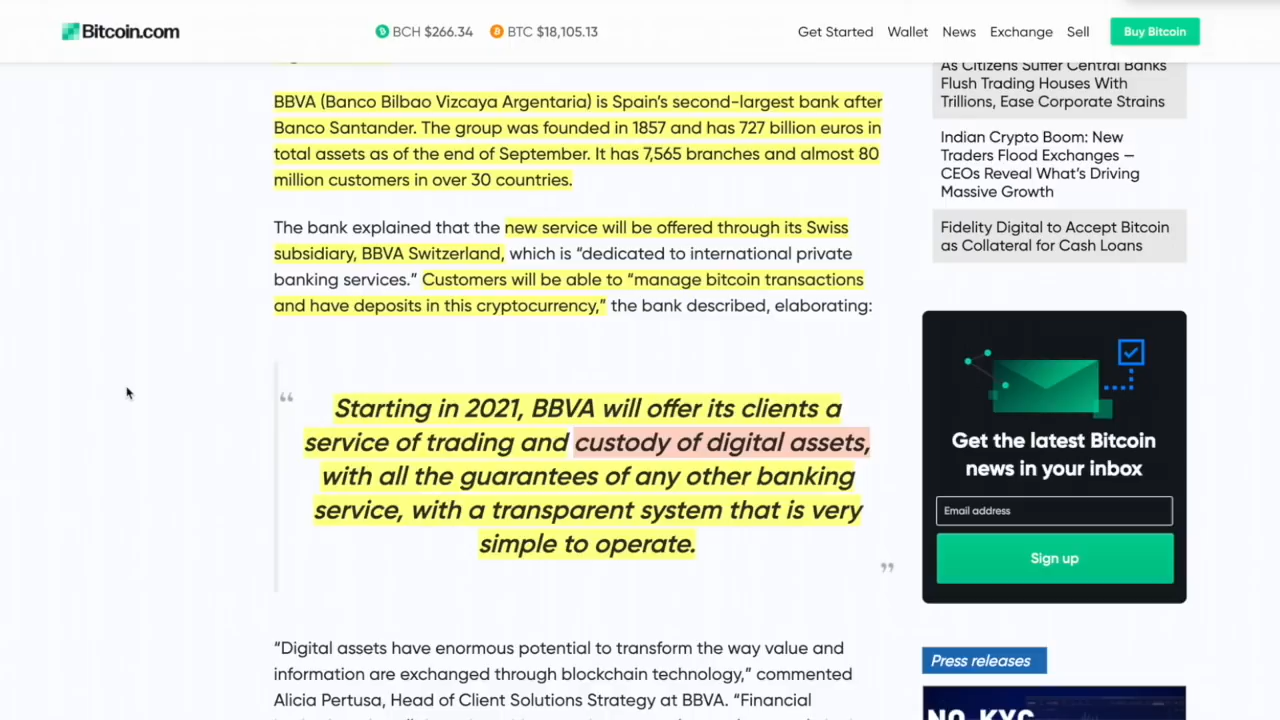 Bitcoin.com
BCH $266.34
BTC $18,105.13
Get Started
Wallet
News
Exchange
Sell
Buy Bitcoin
BBVA (Banco Bilbao Vizcaya Argentaria) is Spain’s second-largest bank after
Banco Santander. The group was founded in 1857 and has 727 billion euros in
total assets as of the end of September. It has 7,565 branches and almost 80
million customers in over 30 countries.
The bank explained that the new service will be offered through its Swiss
subsidiary, BBVA Switzerland, which is “dedicated to international private
banking services.” Customers will be able to “manage bitcoin transactions
and have deposits in this cryptocurrency,” the bank described, elaborating:
“
Starting in 2021, BBVA will offer its clients a
service of trading and custody of digital assets,
with all the guarantees of any other banking
service, with a transparent system that is very
simple to operate.
”
“Digital assets have enormous potential to transform the way value and
information are exchanged through blockchain technology,” commented
Alicia Pertusa, Head of Client Solutions Strategy at BBVA. “Financial
As Citizens Suffer Central Banks
Flush Trading Houses With
Trillions, Ease Corporate Strains
Indian Crypto Boom: New
Traders Flood Exchanges —
CEOs Reveal What’s Driving
Massive Growth
Fidelity Digital to Accept Bitcoin
as Collateral for Cash Loans
Get the latest Bitcoin
news in your inbox
Email address
Sign up
Press releases
NO KYC